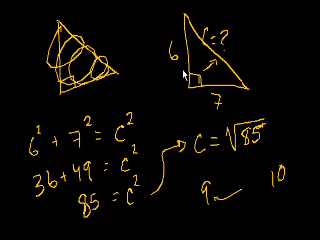 6
c=?
7
6² + 7² = c²
36+49 = c²
85 = c²
c = √85
9
10